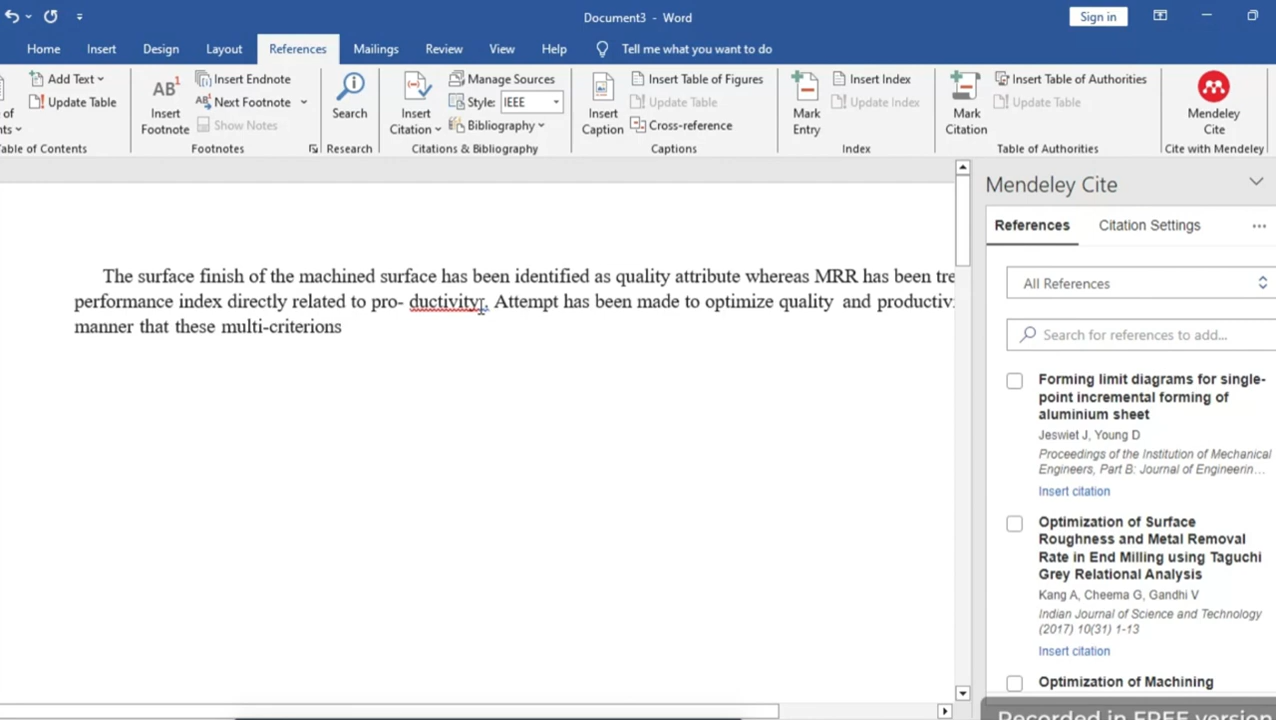 Document3 - Word
Sign in
Home Insert Design Layout References Mailings Review View Help Tell me what you want to do
Add Text
Update Table
Table of Contents
AB1
Insert Footnote
Insert Endnote
Next Footnote
Show Notes
Footnotes
Search
Research
Insert Citation
Manage Sources
Style: IEEE
Bibliography
Citations & Bibliography
Insert Caption
Insert Table of Figures
Update Table
Cross-reference
Captions
Mark Entry
Insert Index
Update Index
Index
Mark Citation
Insert Table of Authorities
Update Table
Table of Authorities
Mendeley Cite
Cite with Mendeley
The surface finish of the machined surface has been identified as quality attribute whereas MRR has been tre
performance index directly related to pro- ductivity. Attempt has been made to optimize quality and productiv
manner that these multi-criterions
Mendeley Cite
References Citation Settings
All References
Search for references to add...
Forming limit diagrams for single-
point incremental forming of
aluminium sheet
Jeswiet J, Young D
Proceedings of the Institution of Mechanical
Engineers, Part B: Journal of Engineerin...
Insert citation
Optimization of Surface
Roughness and Metal Removal
Rate in End Milling using Taguchi
Grey Relational Analysis
Kang A, Cheema G, Gandhi V
Indian Journal of Science and Technology
(2017) 10(31) 1-13
Insert citation
Optimization of Machining
Recorded in FREE version